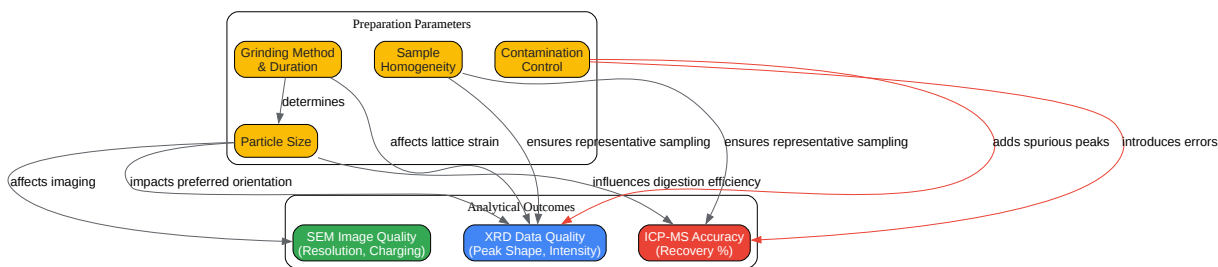 Preparation Parameters
Grinding Method
& Duration
Sample
Homogeneity
Contamination
Control
determines
Particle Size
affects lattice strain
ensures representative sampling
ensures representative sampling
adds spurious peaks
introduces errors
affects imaging
impacts preferred orientation
influences digestion efficiency
Analytical Outcomes
SEM Image Quality
(Resolution, Charging)
XRD Data Quality
(Peak Shape, Intensity)
ICP-MS Accuracy
(Recovery %)